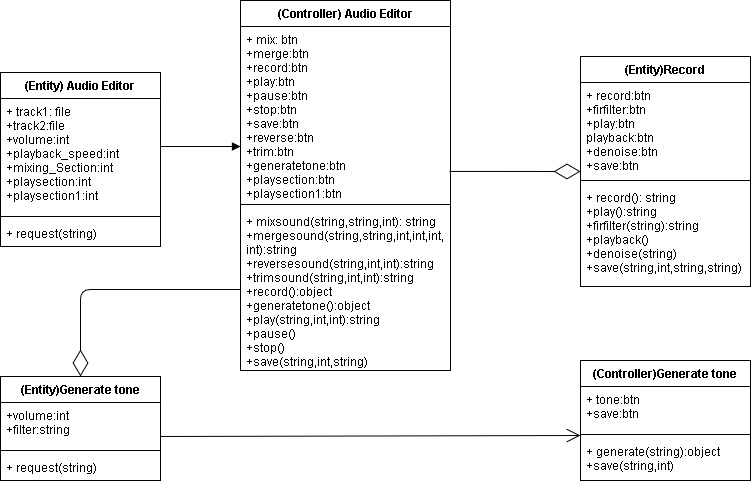 (Entity) Audio Editor
+ track1: file
+track2:file
+volume:int
+playback_speed:int
+mixing_Section:int
+playsection:int
+playsection1:int
+ request(string)
(Controller) Audio Editor
+ mix: btn
+merge:btn
+record:btn
+play:btn
+pause:btn
+stop:btn
+save:btn
+reverse:btn
+trim:btn
+generatetone:btn
+playsection:btn
+playsection1:btn
+ mixsound(string,string,int): string
+mergesound(string,string,int,int,int,
int):string
+reversesound(string,int,int):string
+trimsound(string,int,int):string
+record():object
+generatetone():object
+play(string,int,int):string
+pause()
+stop()
+save(string,int,string)
(Entity)Record
+ record:btn
+firfilter:btn
+play:btn
playback:btn
+denoise:btn
+save:btn
+ record(): string
+play():string
+firfilter(string):string
+playback()
+denoise(string)
+save(string,int,string,string)
(Entity)Generate tone
+volume:int
+filter:string
+ request(string)
(Controller)Generate tone
+ tone:btn
+save:btn
+ generate(string):object
+save(string,int)